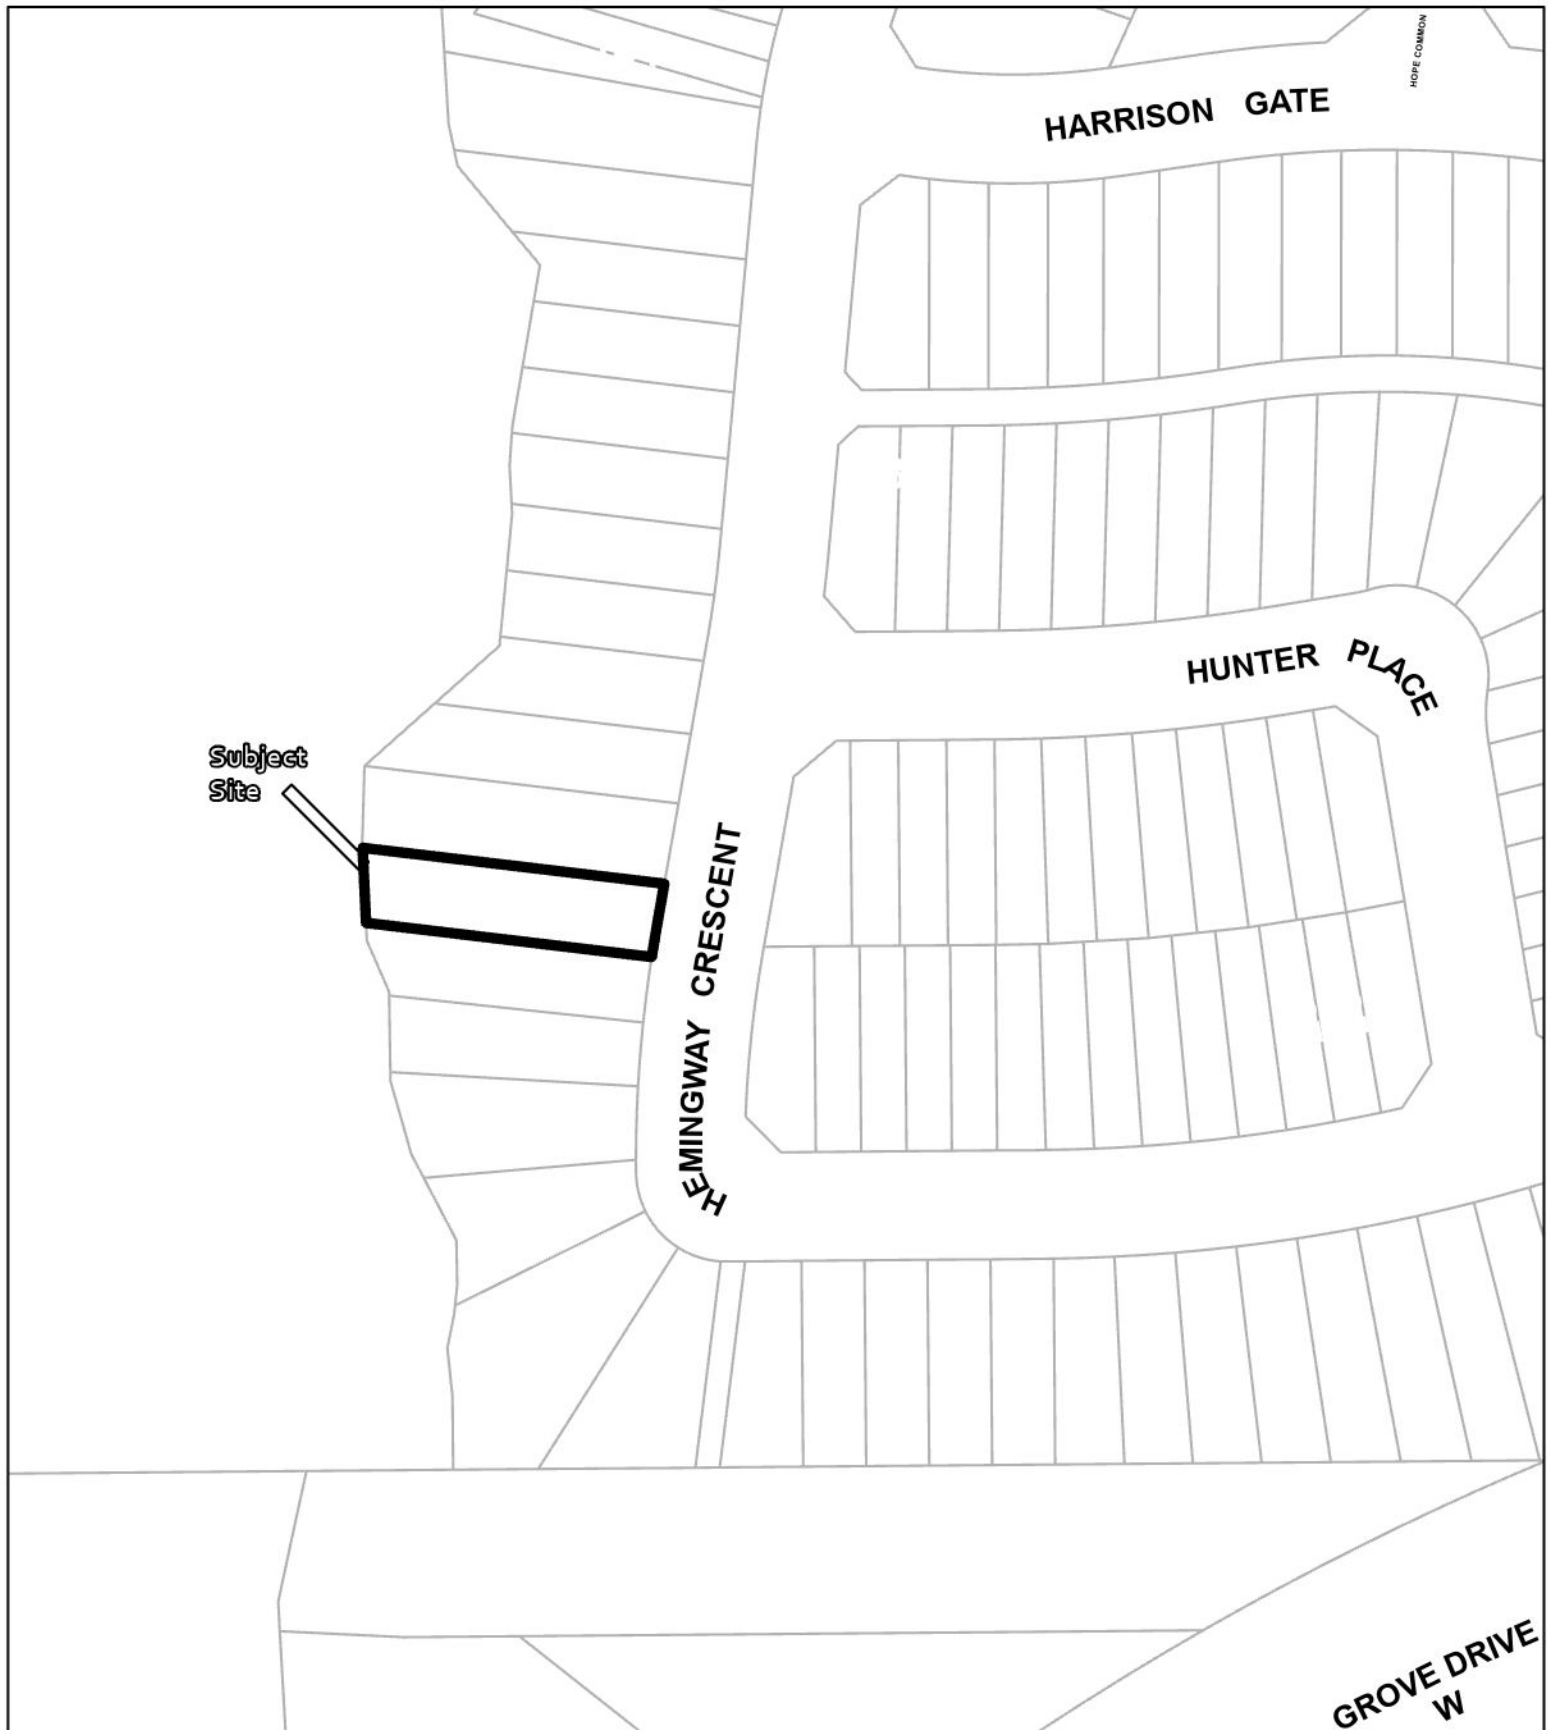 HOPE COMMON
HARRISON GATE
HUNTER PLACE
Subject
Site
HEMINGWAY CRESCENT
GROVE DRIVE
W